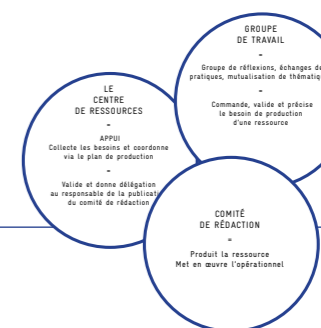 GROUPE
DE TRAVAIL
-
Groupe de réflexions, échanges de
pratiques, mutualisation de
-
Commande, valide et précise
le besoin de production
d'une ressource
LE
CENTRE
DE RESSOURCES
-
APPUI
Collecte les besoins et coordonne
via le plan de production
-
Valide et donne délégation
au responsable de la
du comité de rédaction
COMITÉ
DE RÉDACTION
-
Produit la ressource
Met en œuvre l'opérationnel